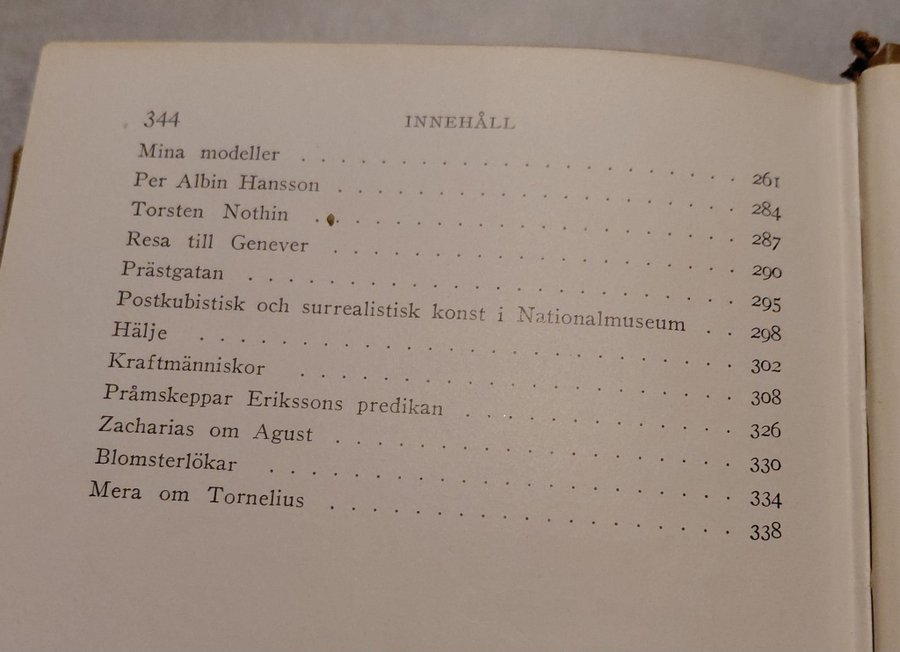 344 INNEHÅLL
Mina modeller . . . . . . . . . . . . . . . . . . . . . . 261
Per Albin Hansson . . . . . . . . . . . . . . . . . . . . 284
Torsten Nothin . . . . . . . . . . . . . . . . . . . . . 287
Resa till Genever . . . . . . . . . . . . . . . . . . . . 290
Prästgatan . . . . . . . . . . . . . . . . . . . . . . . . 295
Postkubistisk och surrealistisk konst i Nationalmuseum . . 298
Hälje . . . . . . . . . . . . . . . . . . . . . . . . . . 302
Kraftmänniskor . . . . . . . . . . . . . . . . . . . . . 308
Pråmskeppar Erikssons predikan . . . . . . . . . . . . . . 326
Zacharias om Agust . . . . . . . . . . . . . . . . . . . . 330
Blomsterlökar . . . . . . . . . . . . . . . . . . . . . . 334
Mera om Tornelius . . . . . . . . . . . . . . . . . . . . 338